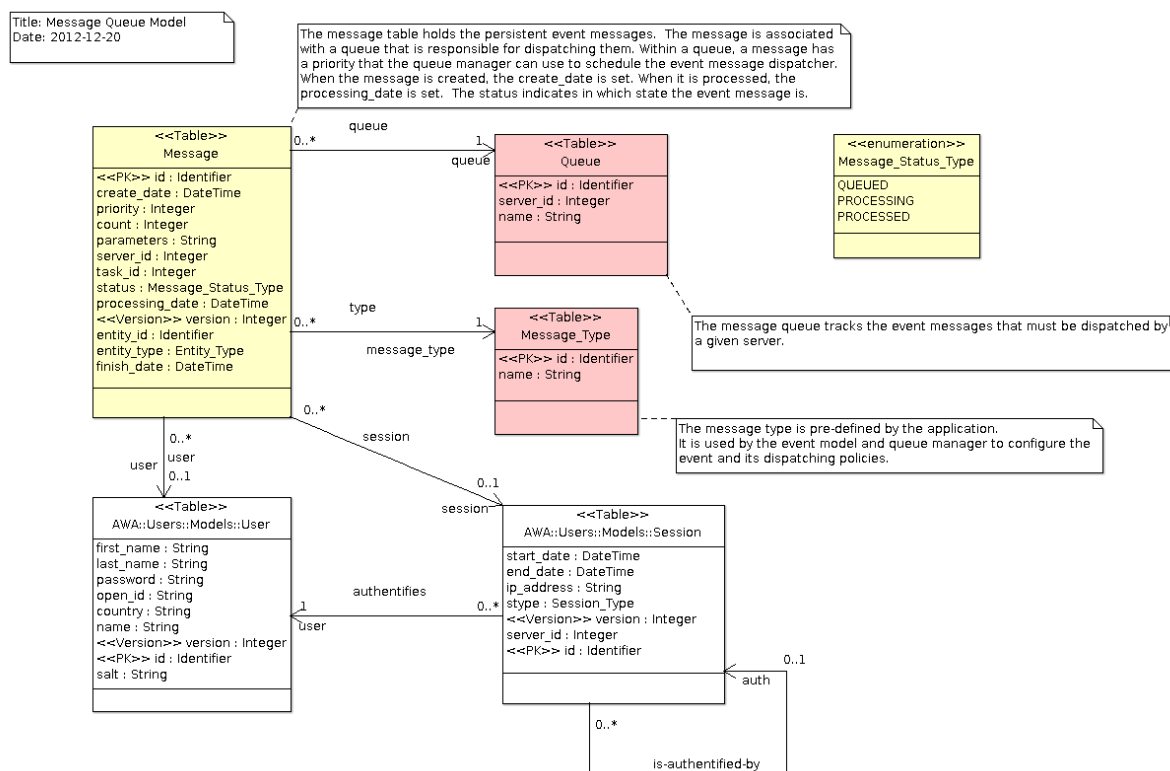 Title: Message Queue Model
Date: 2012-12-20
The message table holds the persistent event messages.  The message is associated
with a queue that is responsible for dispatching them. Within a queue, a message has
a priority that the queue manager can use to schedule the event message dispatcher.
When the message is created, the create_date is set. When it is processed, the
processing_date is set.  The status indicates in which state the event message is.
<<Table>>
Message
<<PK>> id : Identifier
create_date : DateTime
priority : Integer
count : Integer
parameters : String
server_id : Integer
task_id : Integer
status : Message_Status_Type
processing_date : DateTime
<<Version>> version : Integer
entity_id : Identifier
entity_type : Entity_Type
finish_date : DateTime
queue
0..*
1
queue
<<Table>>
Queue
<<PK>> id : Identifier
server_id : Integer
name : String
<<enumeration>>
Message_Status_Type
QUEUED
PROCESSING
PROCESSED
The message queue tracks the event messages that must be dispatched by
a given server.
type
0..*
1
message_type
<<Table>>
Message_Type
<<PK>> id : Identifier
name : String
The message type is pre-defined by the application.
It is used by the event model and queue manager to configure the
event and its dispatching policies.
0..*
session
0..1
session
0..*
user
user
0..1
<<Table>>
AWA::Users::Models::User
first_name : String
last_name : String
password : String
open_id : String
country : String
name : String
<<Version>> version : Integer
<<PK>> id : Identifier
salt : String
authentifies
1
0..*
user
<<Table>>
AWA::Users::Models::Session
start_date : DateTime
end_date : DateTime
ip_address : String
stype : Session_Type
<<Version>> version : Integer
server_id : Integer
<<PK>> id : Identifier
0..1
auth
0..*
is-authentified-by